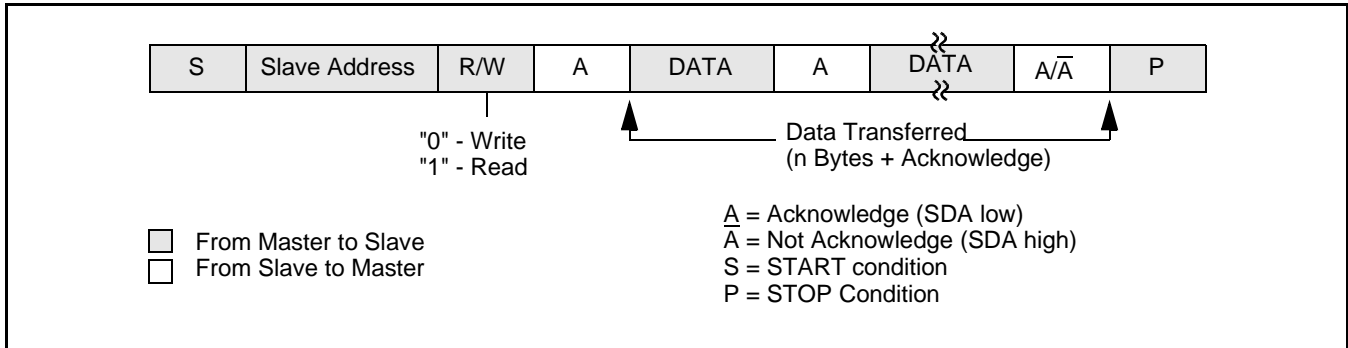 S Slave Address R/W A DATA A DATA A/A̅ P
"0" - Write
"1" - Read
Data Transferred
(n Bytes + Acknowledge)
From Master to Slave
From Slave to Master
A = Acknowledge (SDA low)
A̅ = Not Acknowledge (SDA high)
S = START condition
P = STOP Condition